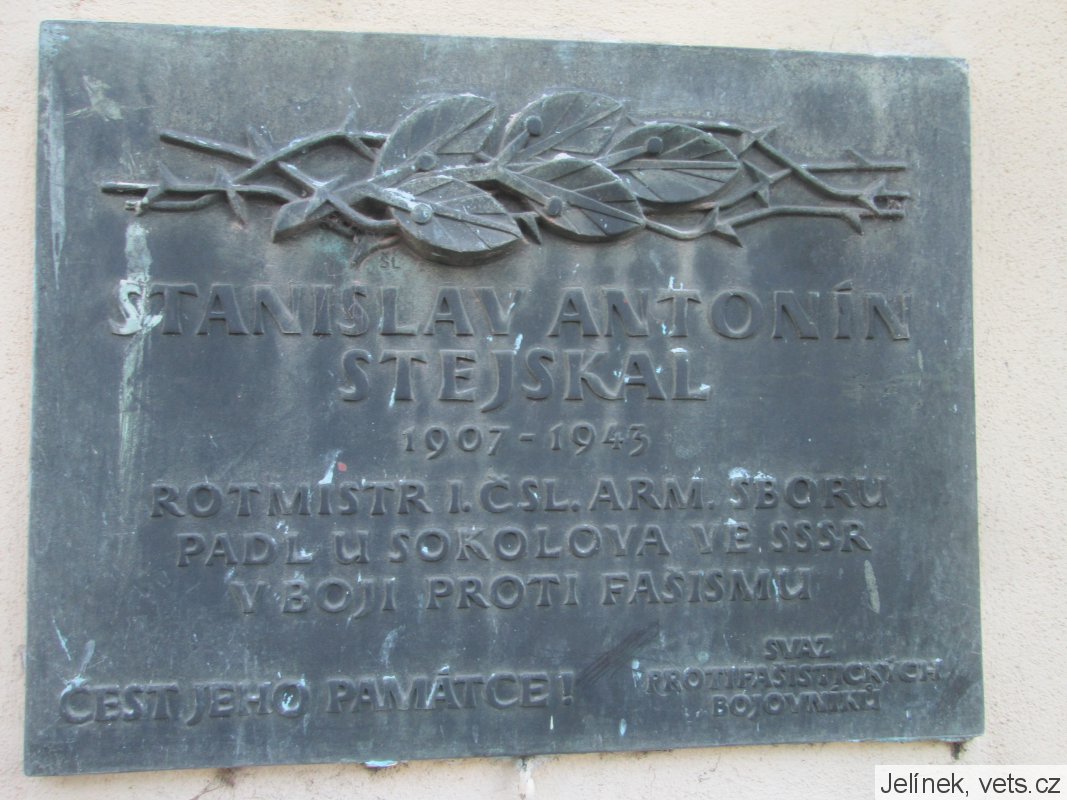 ŠL
STANISLAV ANTONÍN
STEJSKAL
1907 - 1943
ROTMISTR I. ČSL. ARM. SBORU
PADL U SOKOLOVA VE SSSR
V BOJI PROTI FAŠISMU
ČEST JEHO PAMÁTCE!
SVAZ
PROTIFAŠISTICKÝCH
BOJOVNÍKŮ
Jelínek, vets.cz